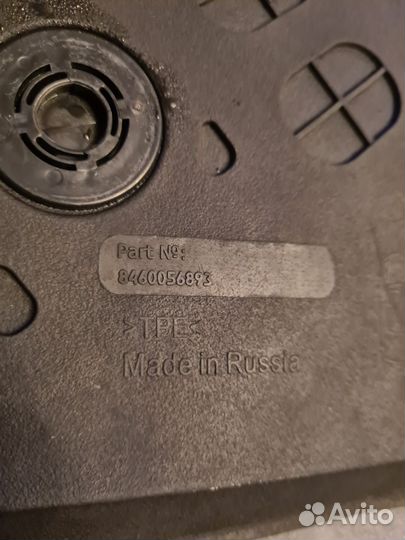 Part №:
8460056893
>TPE<
Made in Russia
Avito